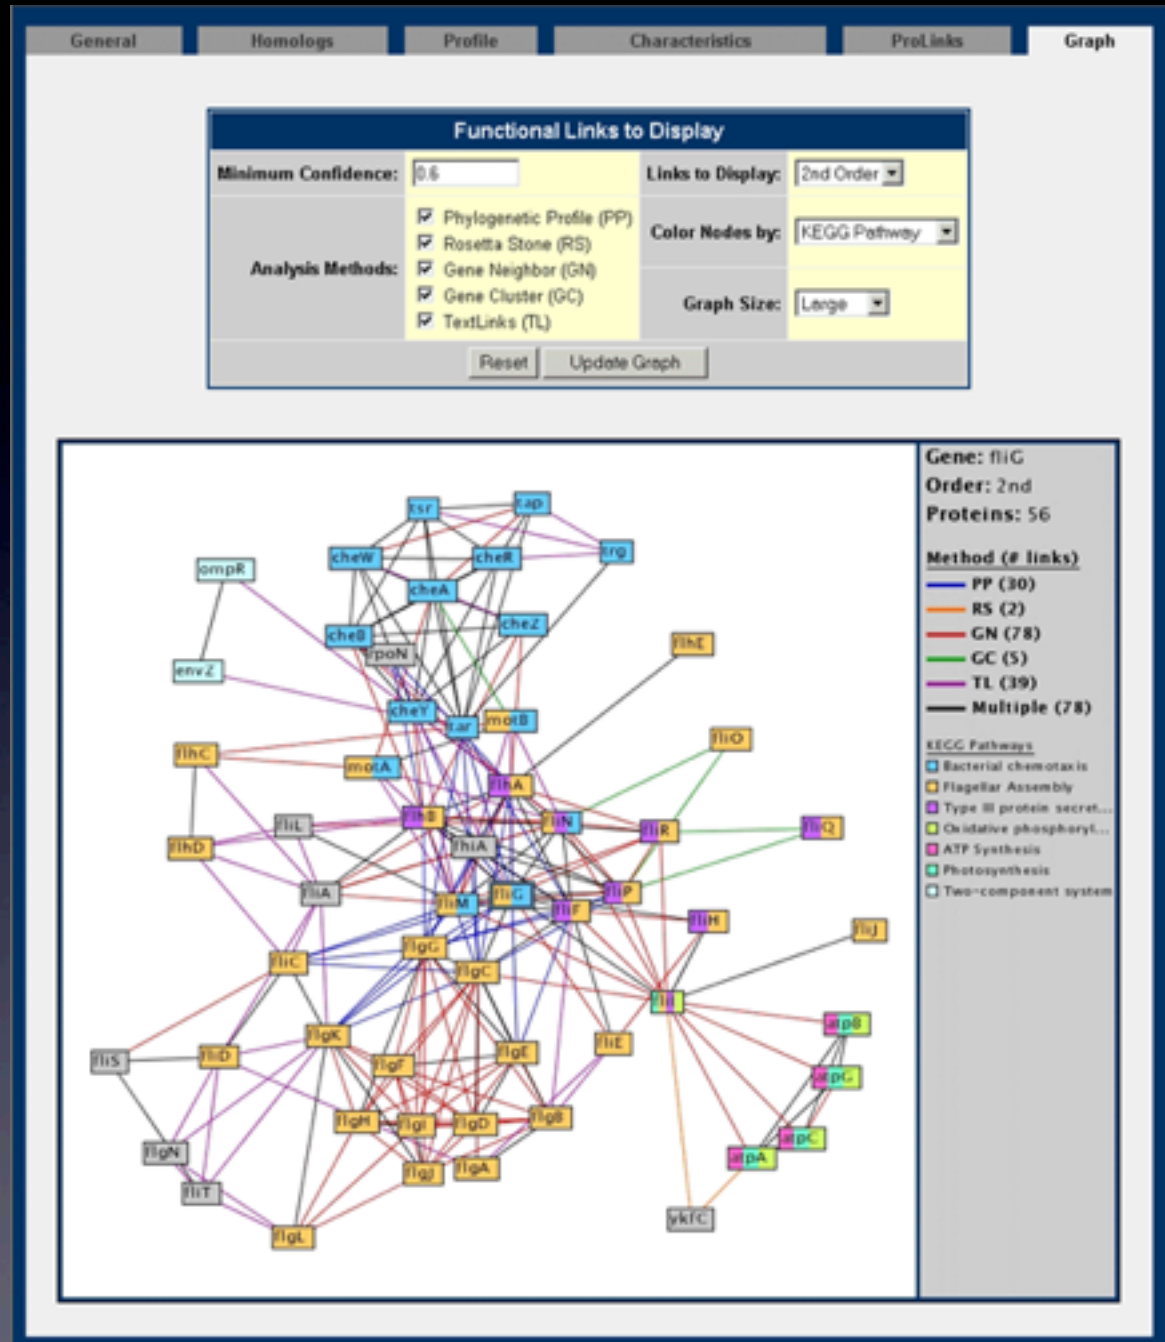 General Homologs Profile Characteristics ProLinks Graph
Functional Links to Display
Minimum Confidence: 0.6 Links to Display: 2nd Order
Analysis Methods:
Phylogenetic Profile (PP)
Rosetta Stone (RS)
Gene Neighbor (GN)
Gene Cluster (GC)
TextLinks (TL)
Color Nodes by: KEGG Pathway
Graph Size: Large
Reset Update Graph
tsr
tap
cheW
cheR
trg
ompR
cheA
cheZ
cheB
rpoN
flhE
envZ
cheY
tar
motB
fliO
flhC
motA
flhA
flhB
fliN
fliR
fliQ
fliL
flhD
fhiA
fliA
fliM
fliG
fliP
fliF
fliH
fliJ
flgG
fliC
flgC
fliI
atpB
flgK
flgE
fliE
fliS
fliD
flgF
atpG
flgH
flgI
flgD
flgB
atpC
flgN
atpA
flgJ
flgA
fliT
ykfC
flgL
Gene: fliG
Order: 2nd
Proteins: 56
Method (# links)
PP (30)
RS (2)
GN (78)
GC (5)
TL (39)
Multiple (78)
KEGG Pathways
Bacterial chemotaxis
Flagellar Assembly
Type III protein secret...
Oxidative phosphoryl...
ATP Synthesis
Photosynthesis
Two-component system